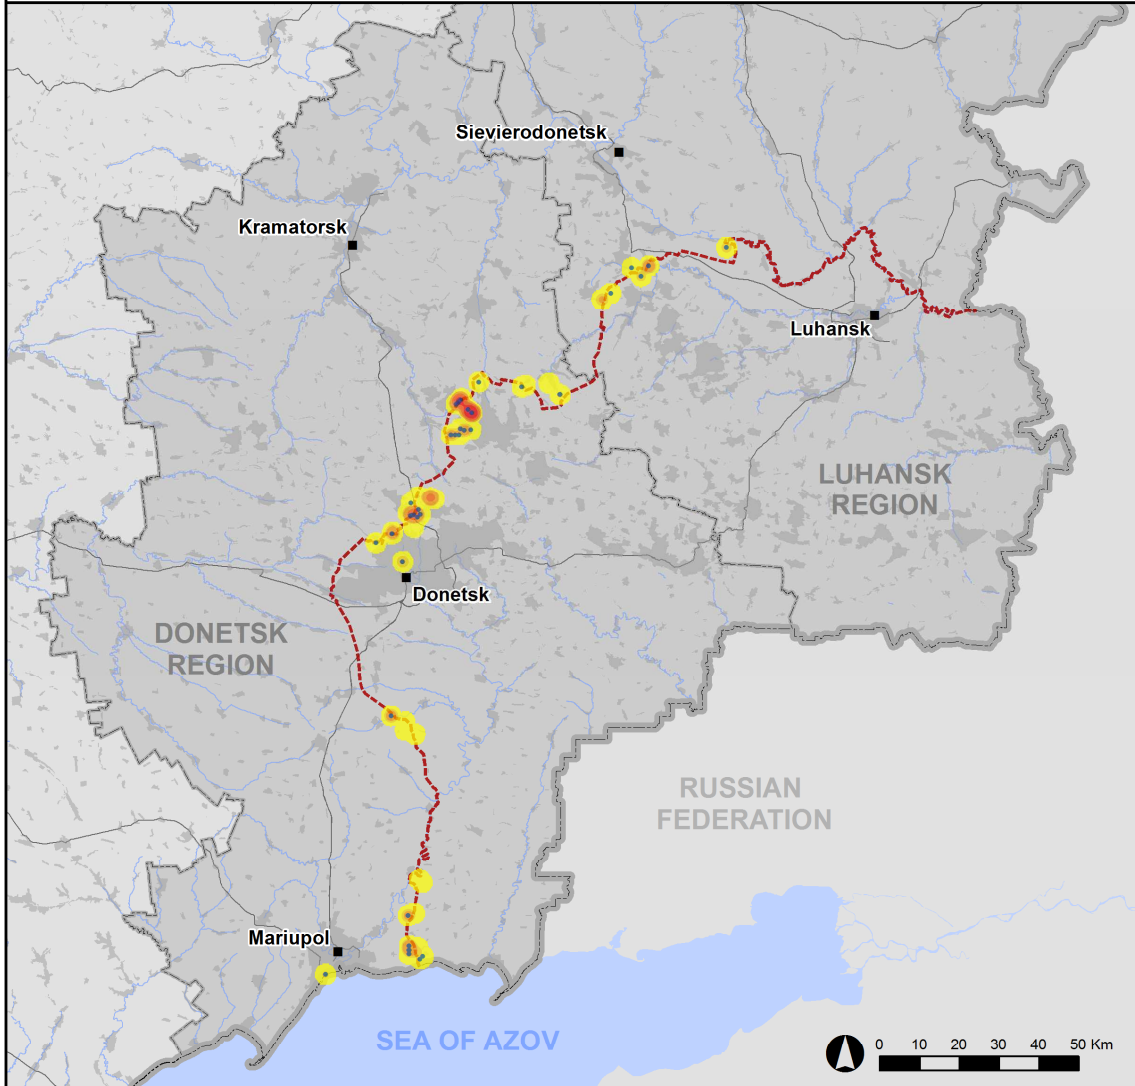 Sievierodonetsk
Kramatorsk
Luhansk
LUHANSK
REGION
Donetsk
DONETSK
REGION
RUSSIAN
FEDERATION
Mariupol
SEA OF AZOV
0 10 20 30 40 50 Km